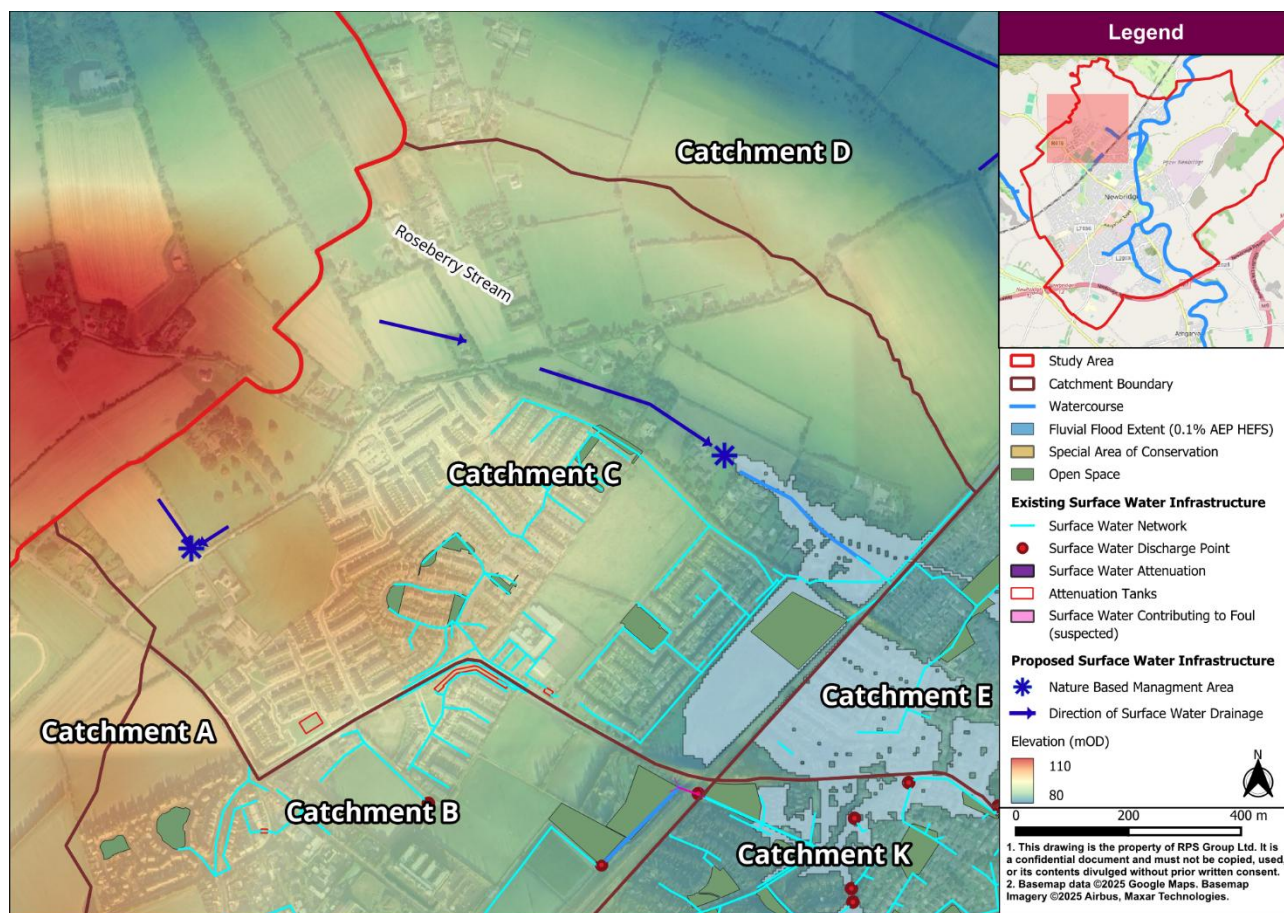 Legend
Newbridge
Catchment D
Roseberry Stream
Catchment C
Catchment A
Catchment B
Catchment E
Catchment K
Study Area
Catchment Boundary
Watercourse
Fluvial Flood Extent (0.1% AEP HEFS)
Special Area of Conservation
Open Space
Existing Surface Water Infrastructure
Surface Water Network
Surface Water Discharge Point
Surface Water Attenuation
Attenuation Tanks
Surface Water Contributing to Foul
(suspected)
Proposed Surface Water Infrastructure
Nature Based Managment Area
Direction of Surface Water Drainage
Elevation (mOD)
110
80
N
0 200 400 m
1. This drawing is the property of RPS Group Ltd. It is
a confidential document and must not be copied, used,
or its contents divulged without prior written consent.
2. Basemap data ©2025 Google Maps. Basemap
Imagery ©2025 Airbus, Maxar Technologies.